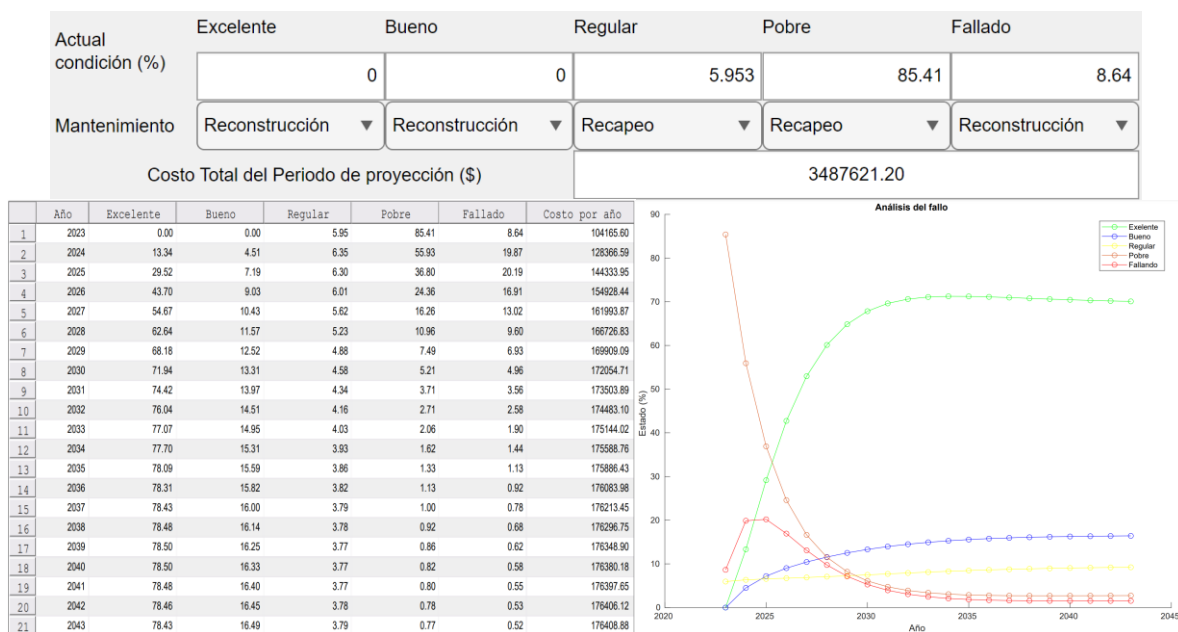 Actual condición (%) Excelente Bueno Regular Pobre Fallado
0 0 5.953 85.41 8.64
Mantenimiento Reconstrucción Reconstrucción Recapeo Recapeo Reconstrucción
Costo Total del Periodo de proyección ($) 3487621.20
Año Excelente Bueno Regular Pobre Fallado Costo por año
1 2023 0.00 0.00 5.95 85.41 8.64 104165.60
2 2024 13.34 4.51 6.35 55.93 19.87 128366.59
3 2025 29.52 7.19 6.30 36.80 20.19 144333.95
4 2026 43.70 9.03 6.01 24.36 16.91 154928.44
5 2027 54.67 10.43 5.62 16.26 13.02 161993.87
6 2028 62.64 11.57 5.23 10.96 9.60 166726.83
7 2029 68.18 12.52 4.88 7.49 6.93 169909.09
8 2030 71.94 13.31 4.58 5.21 4.96 172054.71
9 2031 74.42 13.97 4.34 3.71 3.56 173503.89
10 2032 76.04 14.51 4.16 2.71 2.58 174483.10
11 2033 77.07 14.95 4.03 2.06 1.90 175144.02
12 2034 77.70 15.31 3.93 1.62 1.44 175588.76
13 2035 78.09 15.59 3.86 1.33 1.13 175886.43
14 2036 78.31 15.82 3.82 1.13 0.92 176083.98
15 2037 78.43 16.00 3.79 1.00 0.78 176213.45
16 2038 78.48 16.14 3.78 0.92 0.68 176296.75
17 2039 78.50 16.25 3.77 0.86 0.62 176348.90
18 2040 78.50 16.33 3.77 0.82 0.58 176380.18
19 2041 78.48 16.40 3.77 0.80 0.55 176397.65
20 2042 78.46 16.45 3.78 0.78 0.53 176406.12
21 2043 78.43 16.49 3.79 0.77 0.52 176408.88
Análisis del fallo
Exelente
Bueno
Regular
Pobre
Fallando
Estado (%)
90
80
70
60
50
40
30
20
10
0
2020 2025 2030 2035 2040 2045
Año